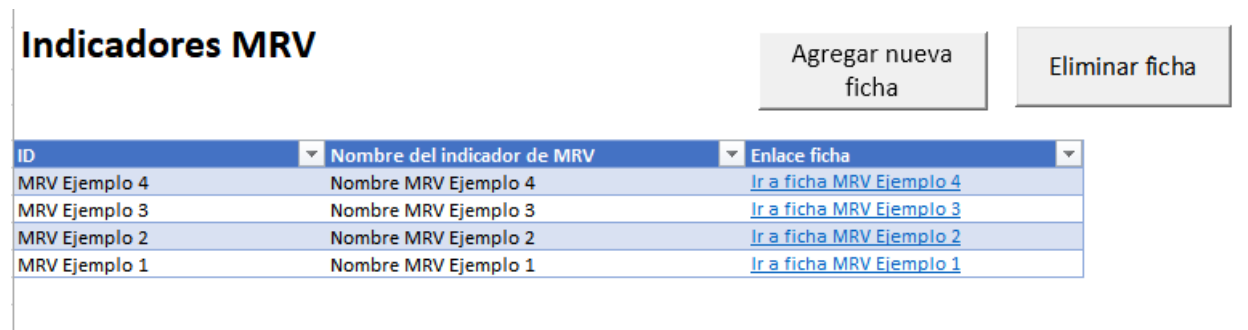 Indicadores MRV
Agregar nueva
ficha
Eliminar ficha
ID Nombre del indicador de MRV Enlace ficha
MRV Ejemplo 4 Nombre MRV Ejemplo 4 Ir a ficha MRV Ejemplo 4
MRV Ejemplo 3 Nombre MRV Ejemplo 3 Ir a ficha MRV Ejemplo 3
MRV Ejemplo 2 Nombre MRV Ejemplo 2 Ir a ficha MRV Ejemplo 2
MRV Ejemplo 1 Nombre MRV Ejemplo 1 Ir a ficha MRV Ejemplo 1